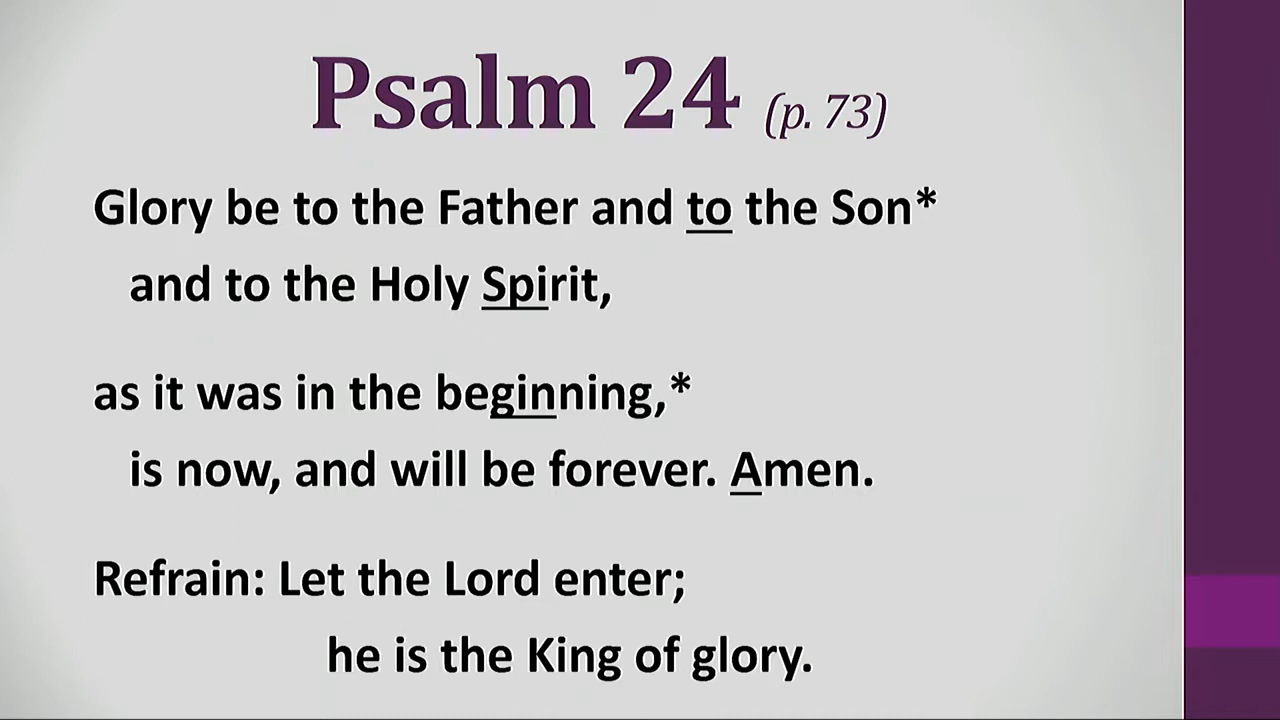 Psalm 24 (p. 73)
Glory be to the Father and to the Son*
and to the Holy Spirit,
as it was in the beginning,*
is now, and will be forever. Amen.
Refrain: Let the Lord enter;
he is the King of glory.